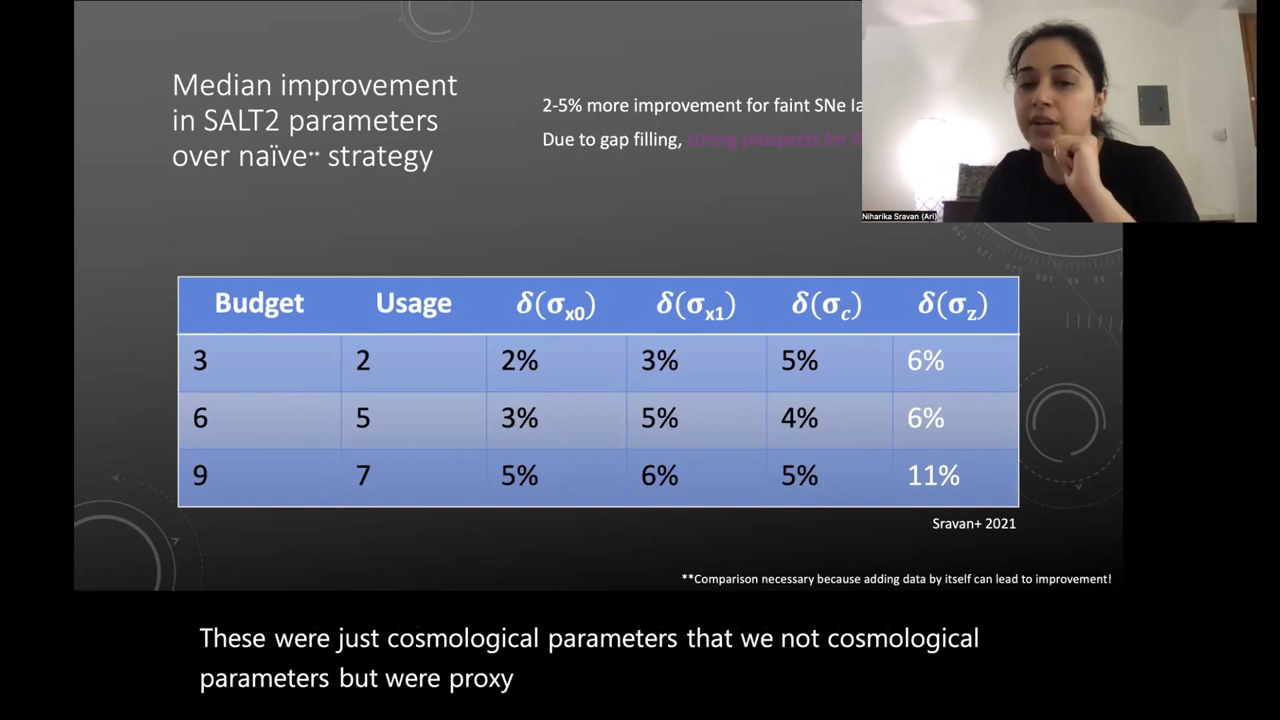 Median improvement
in SALT2 parameters
over naïve** strategy
2-5% more improvement for faint SNe Ia
Due to gap filling, strong prospects for
Niharika Sravan (Ari)
Budget Usage δ(σx0) δ(σx1) δ(σc) δ(σz)
3 2 2% 3% 5% 6%
6 5 3% 5% 4% 6%
9 7 5% 6% 5% 11%
Sravan+ 2021
**Comparison necessary because adding data by itself can lead to improvement!
These were just cosmological parameters that we not cosmological
parameters but were proxy